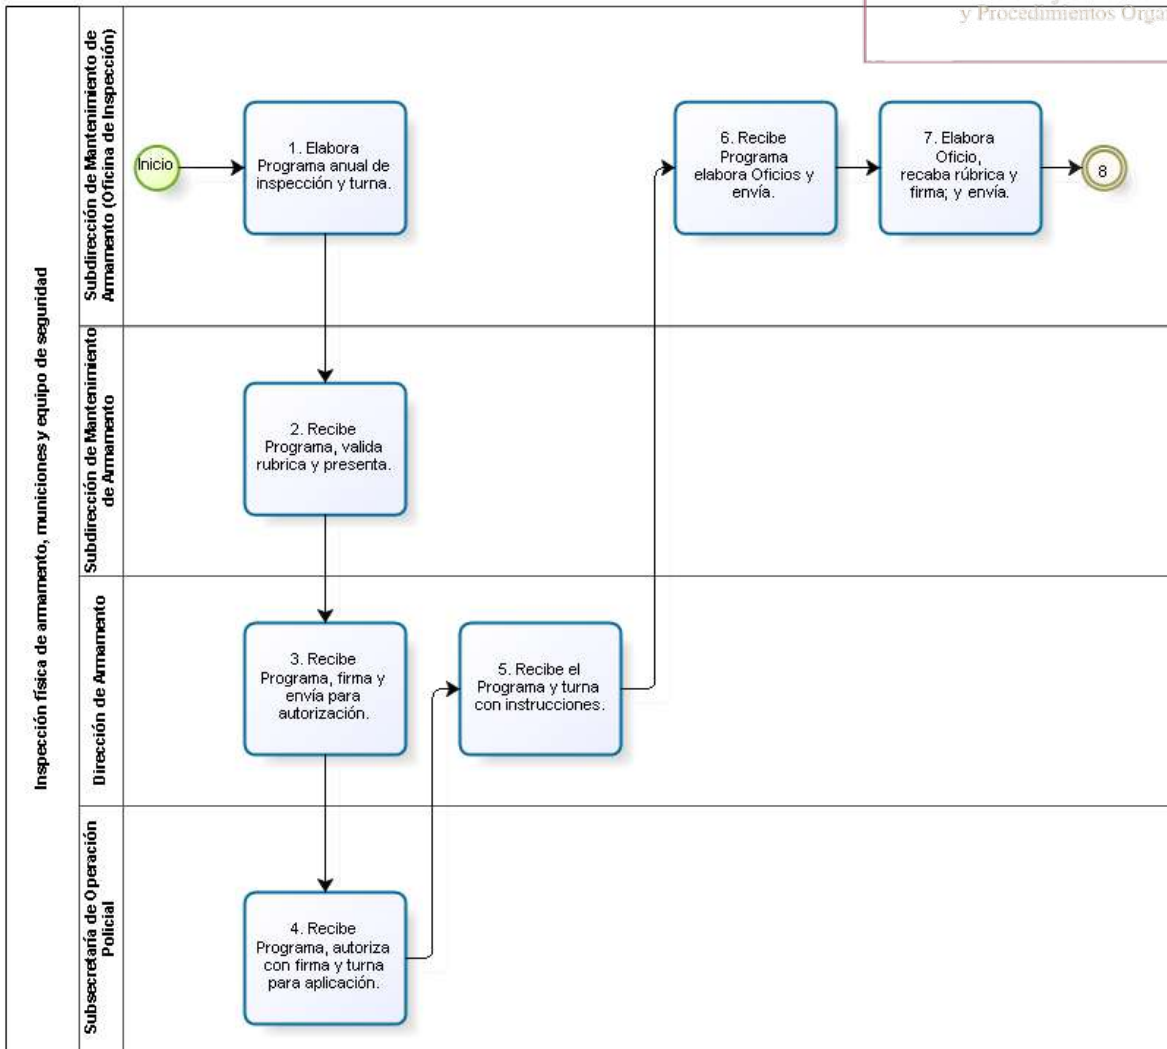 y Procedimientos Orga
Inspección física de armamento, municiones y equipo de seguridad
Subdirección de Mantenimiento de
Armamento (Oficina de Inspección)
Inicio
1. Elabora
Programa anual de
inspección y turna.
6. Recibe
Programa
elabora Oficios y
envía.
7. Elabora
Oficio,
recaba rúbrica y
firma; y envía.
8
Subdirección de Mantenimiento
de Armamento
2. Recibe
Programa, valida
rubrica y presenta.
Dirección de Armamento
3. Recibe
Programa, firma y
envía para
autorización.
5. Recibe el
Programa y turna
con instrucciones.
Subsecretaría de Operación
Policial
4. Recibe
Programa, autoriza
con firma y turna
para aplicación.